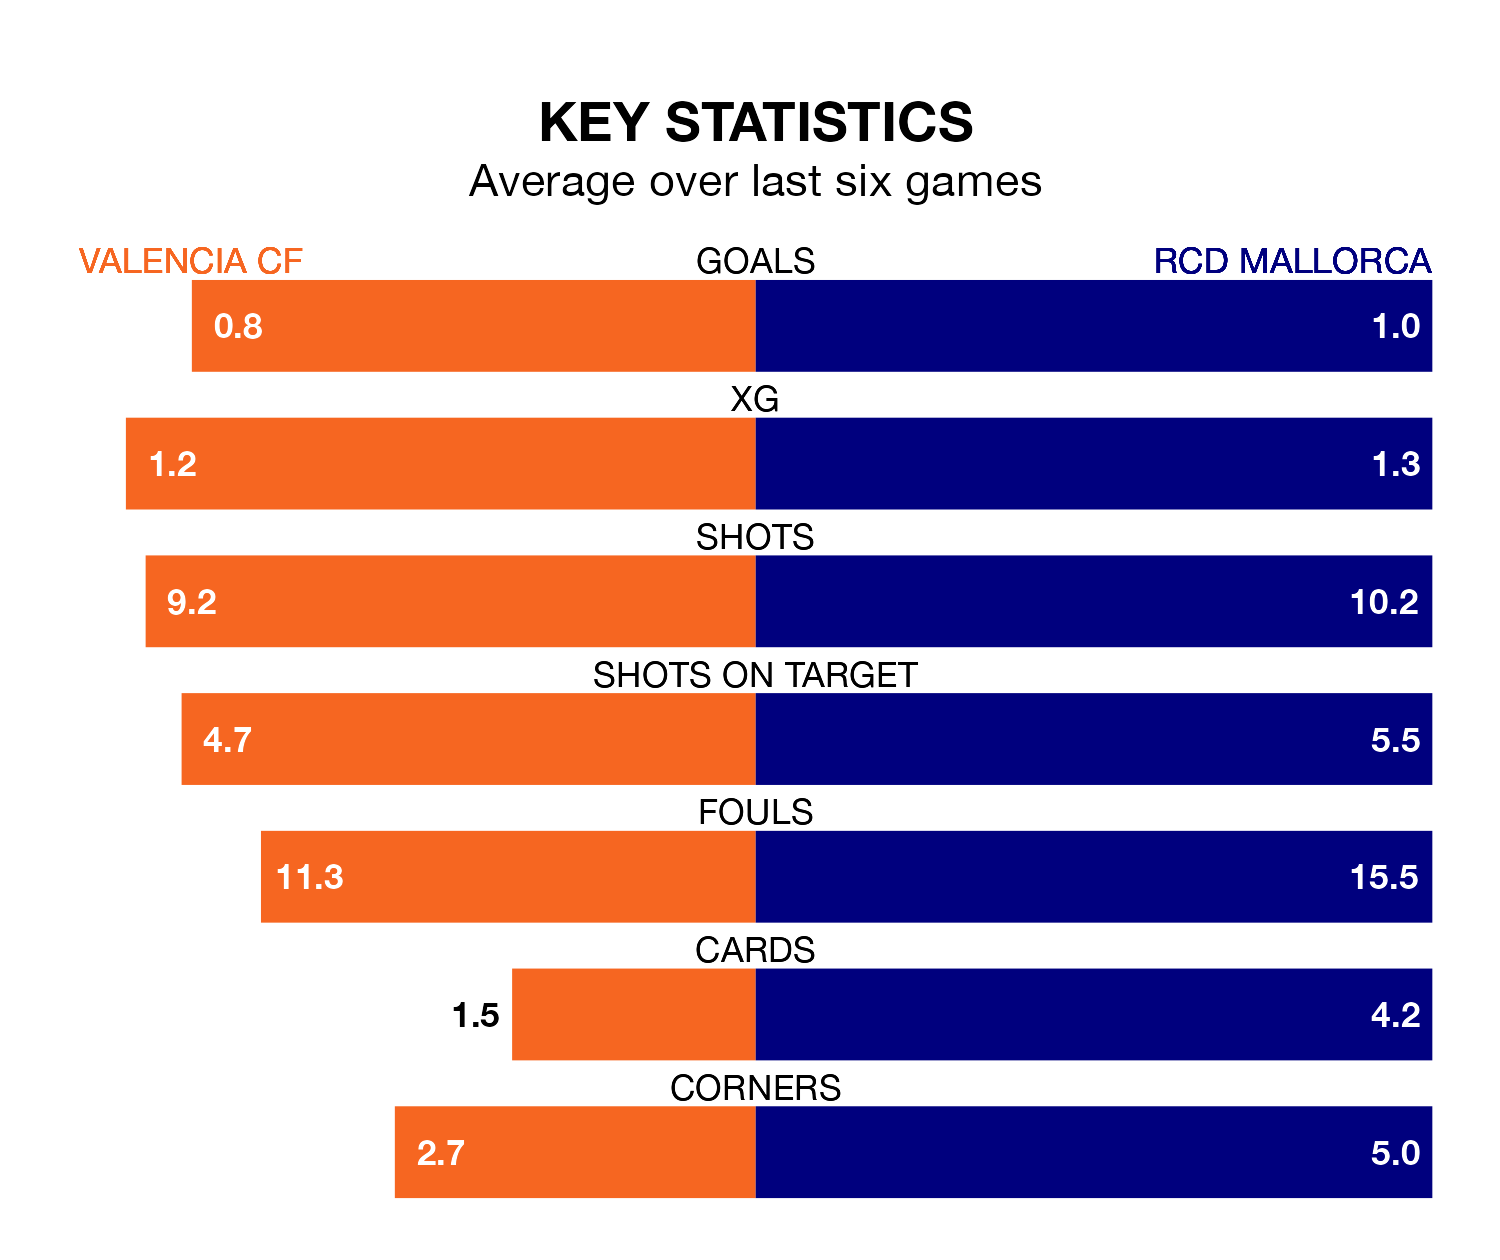 KEY STATISTICS
Average over last six games
VALENCIA CF GOALS RCD MALLORCA
0.8 1.0
XG
1.2 1.3
SHOTS
9.2 10.2
SHOTS ON TARGET
4.7 5.5
FOULS
11.3 15.5
CARDS
1.5 4.2
CORNERS
2.7 5.0